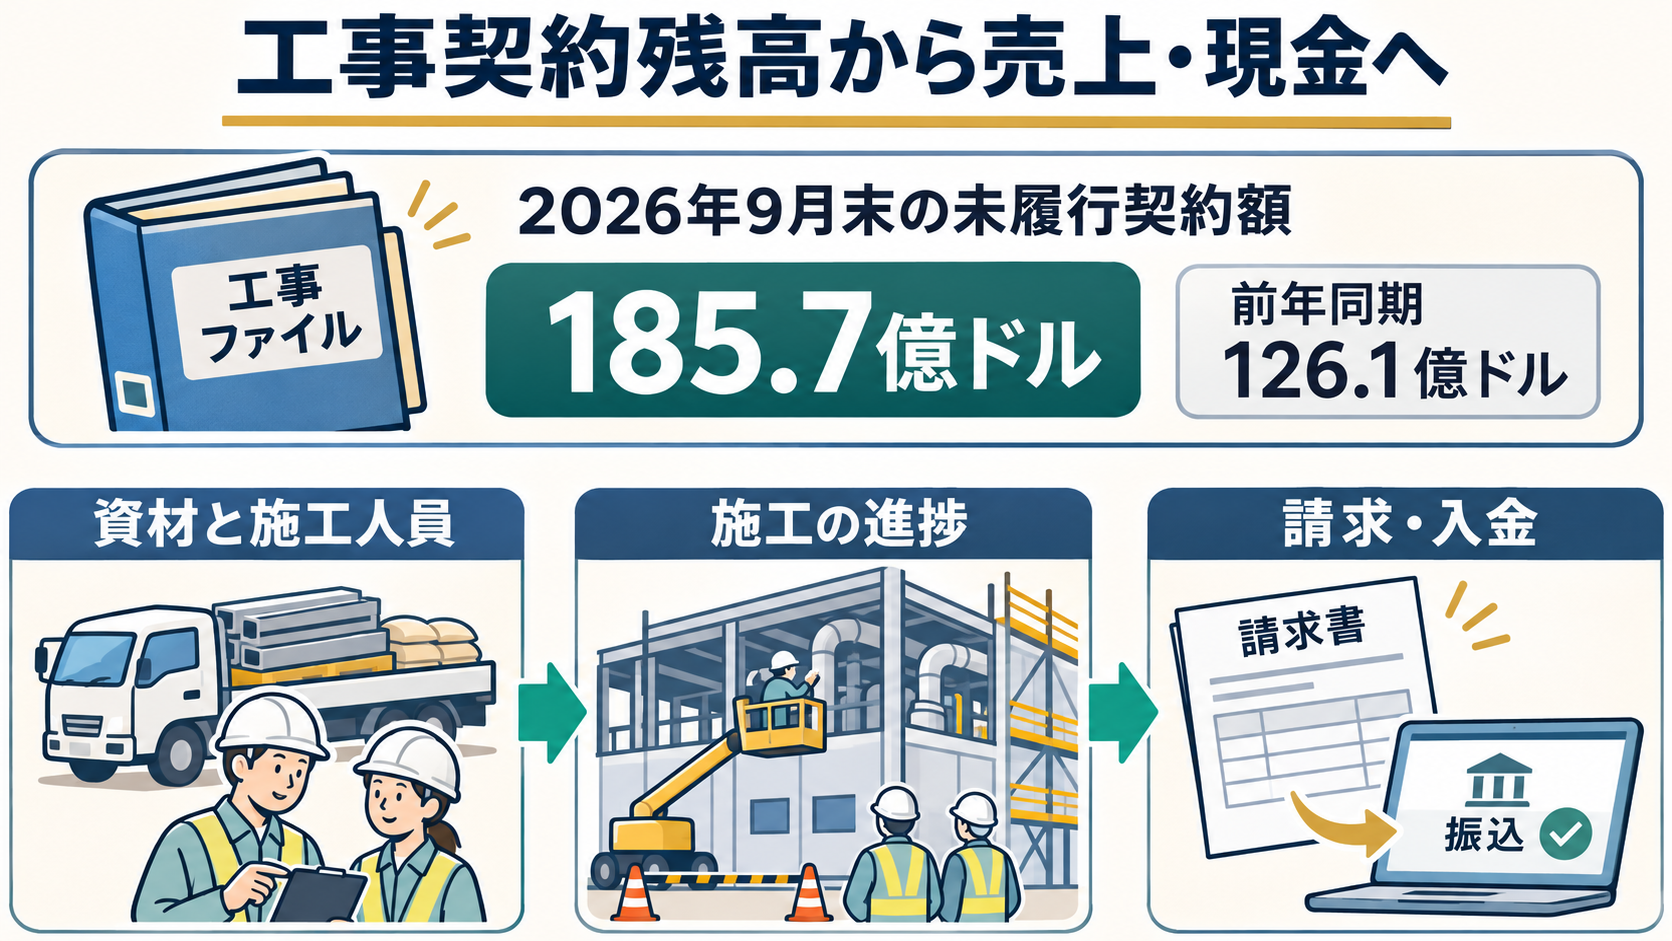 工事契約残高から売上・現金へ
工事
ファイル
2026年9月末の未履行契約額
185.7億ドル
前年同期
126.1億ドル
資材と施工人員
施工の進捗
請求・入金
請求書
振込